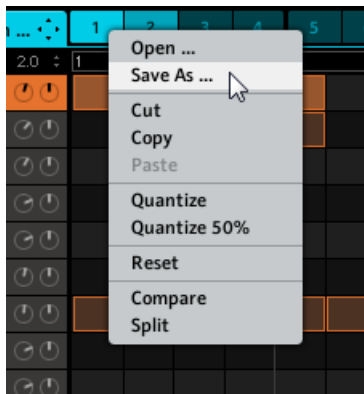 n ...
1 2 3 4 5
2.0 1
Open ...
Save As ...
Cut
Copy
Paste
Quantize
Quantize 50%
Reset
Compare
Split